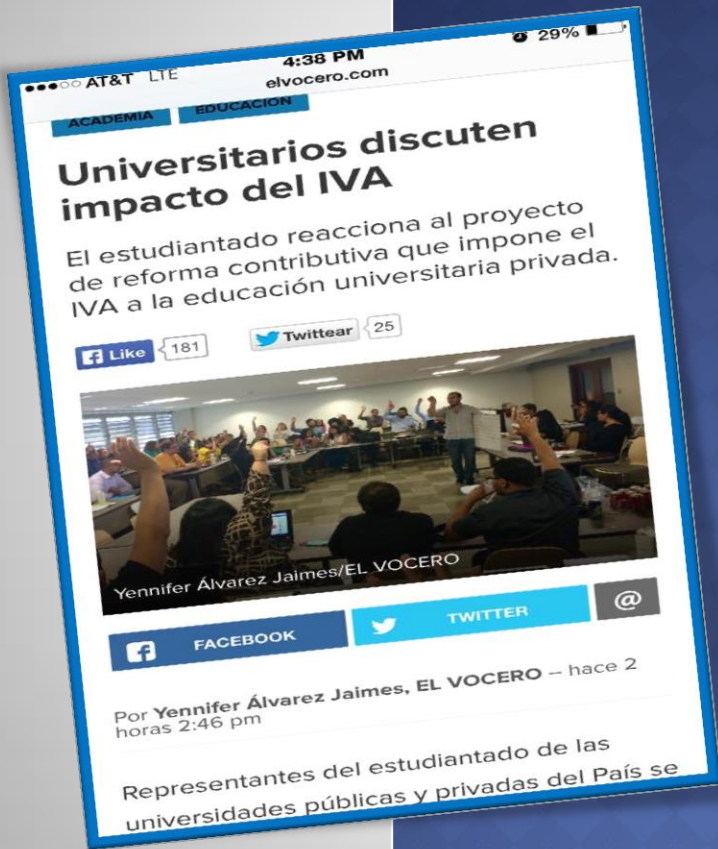 AT&T LTE 4:38 PM 29%
elvocero.com
ACADEMIA EDUCACIÓN
Universitarios discuten
impacto del IVA
El estudiantado reacciona al proyecto
de reforma contributiva que impone el
IVA a la educación universitaria privada.
Like 181 Twittear 25
Yennifer Álvarez Jaimes/EL VOCERO
FACEBOOK TWITTER @
Por Yennifer Álvarez Jaimes, EL VOCERO – hace 2
horas 2:46 pm
Representantes del estudiantado de las
universidades públicas y privadas del País se